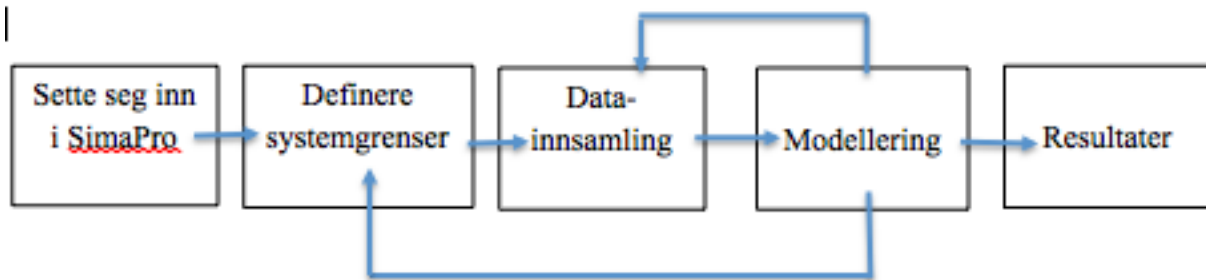 Sette seg inn
i SimaPro
Definere
systemgrenser
Data-
innsamling
Modellering
Resultater